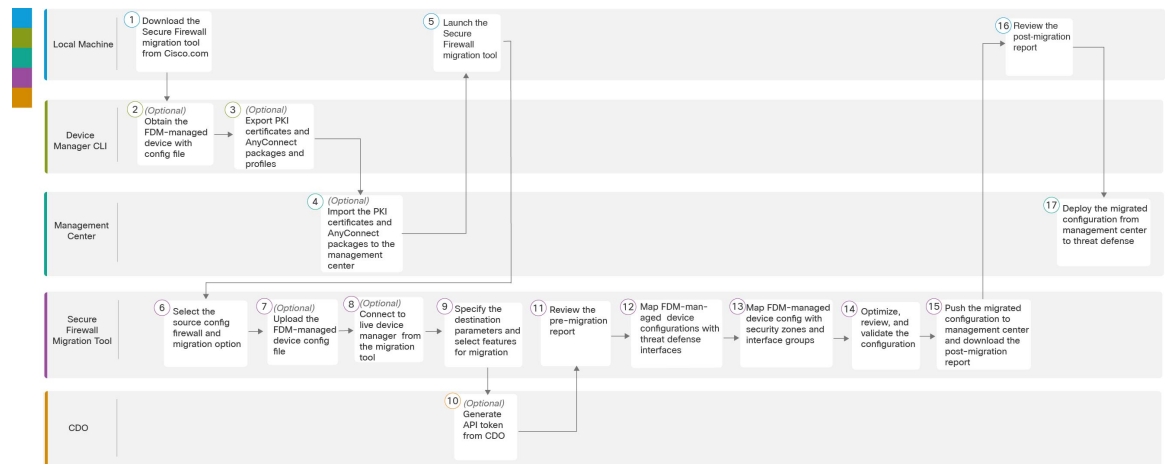 Local Machine
1
Download the
Secure Firewall
migration tool
from Cisco.com
5
Launch the
Secure
Firewall
migration tool
16
Review the
post-migration
report
Device
Manager CLI
2
(Optional)
Obtain the
FDM-managed
device with
config file
3
(Optional)
Export PKI
certificates and
AnyConnect
packages and
profiles
Management
Center
4
(Optional)
Import the PKI
certificates and
AnyConnect
packages to the
management
center
17
Deploy the migrated
configuration from
management center
to threat defense
Secure
Firewall
Migration Tool
6
Select the
source config
firewall and
migration option
7
(Optional)
Upload the
FDM-managed
device config
file
8
(Optional)
Connect to
live device
manager from
the migration
tool
9
Specify the
destination
parameters and
select features
for migration
11
Review the
pre-migration
report
12
Map FDM-man-
aged device
configurations with
threat defense
interfaces
13
Map FDM-managed
device config with
security zones and
interface groups
14
Optimize,
review, and
validate the
configuration
15
Push the migrated
configuration to
management center
and download the
post-migration
report
CDO
10
(Optional)
Generate
API token
from CDO